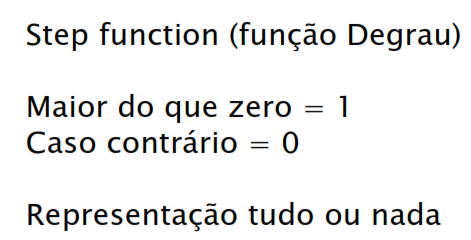 Step function (função Degrau)
Maior do que zero = 1
Caso contrário = 0
Representação tudo ou nada